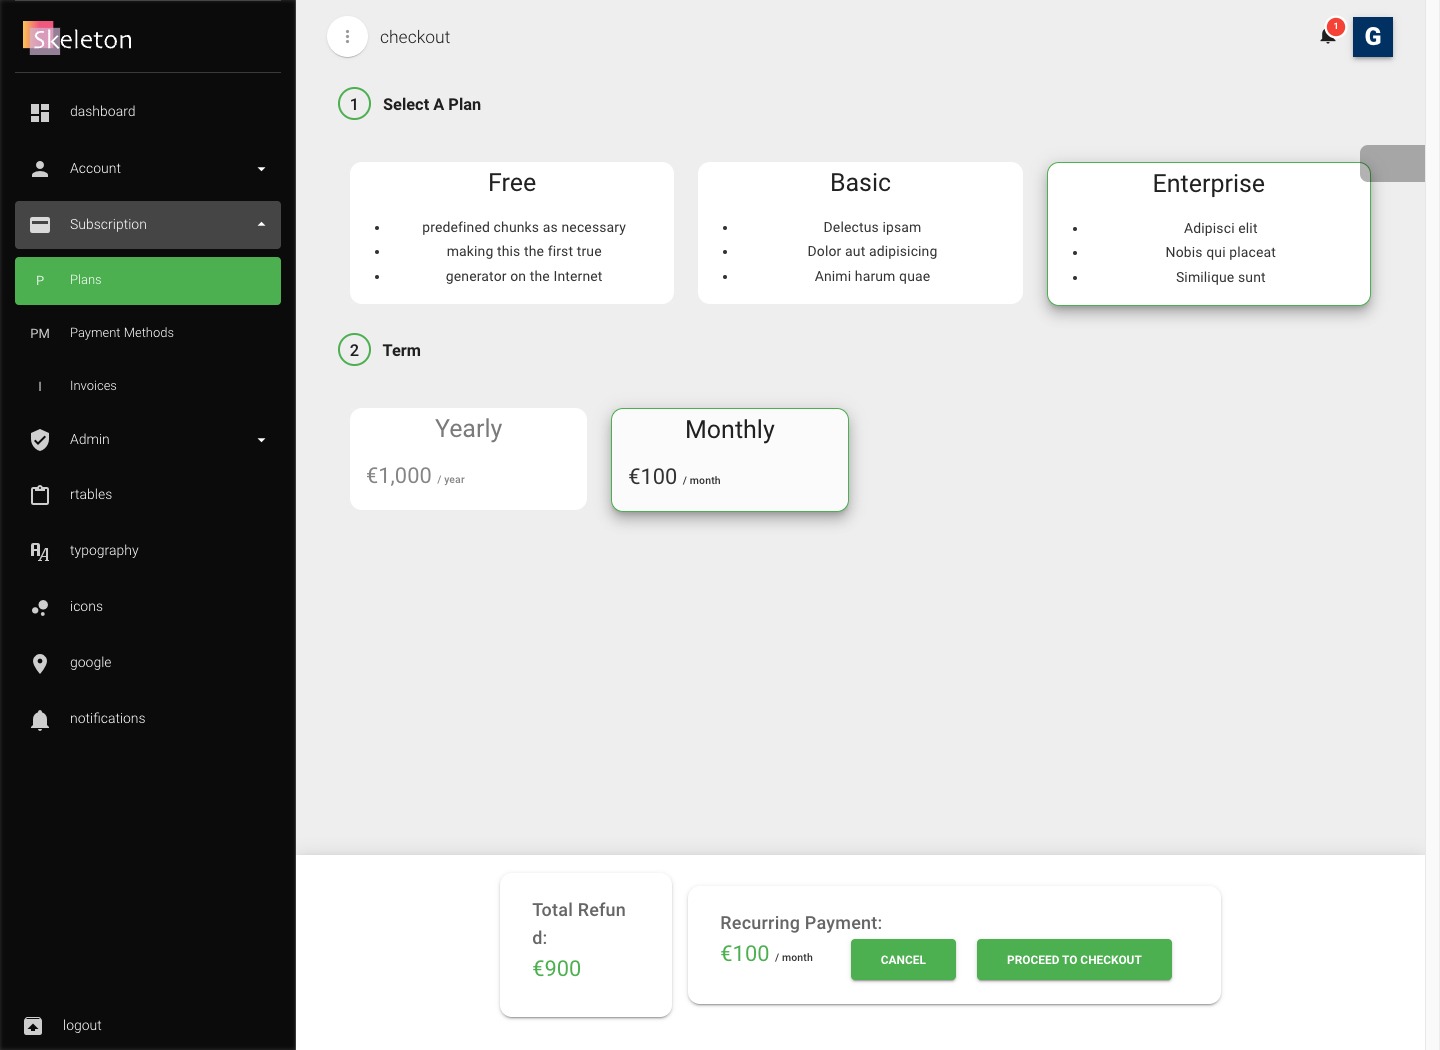 Skeleton
dashboard
Account
Subscription
P Plans
PM Payment Methods
I Invoices
Admin
rtables
typography
icons
google
notifications
logout
checkout
1
G
1 Select A Plan
Free
• predefined chunks as necessary
• making this the first true
• generator on the Internet
Basic
• Delectus ipsam
• Dolor aut adipisicing
• Animi harum quae
Enterprise
• Adipisci elit
• Nobis qui placeat
• Similique sunt
2 Term
Yearly
€1,000 / year
Monthly
€100 / month
Total Refun
d:
€900
Recurring Payment:
€100 / month
CANCEL
PROCEED TO CHECKOUT